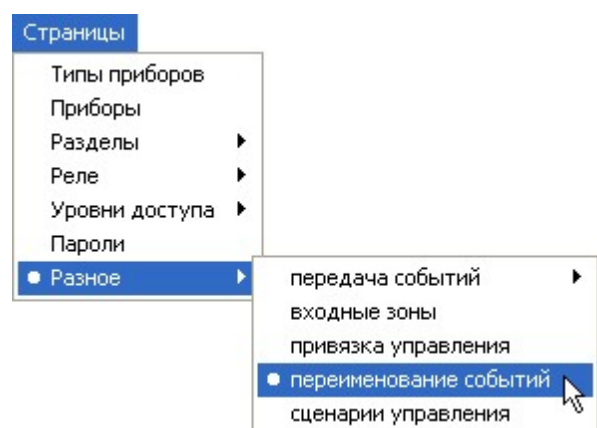 Страницы
Типы приборов
Приборы
Разделы
Реле
Уровни доступа
Пароли
Разное
передача событий
входные зоны
привязка управления
переименование событий
сценарии управления